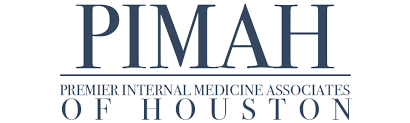 PIMAH
PREMIER INTERNAL MEDICINE ASSOCIATES
OF HOUSTON